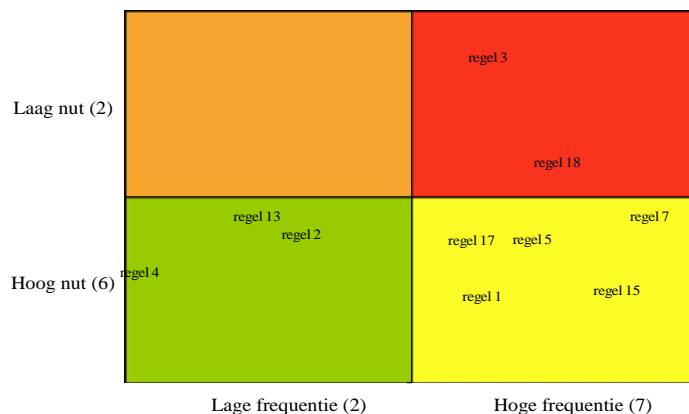 regel 3
Laag nut (2)
regel 18
regel 13
regel 7
regel 2
regel 17
regel 5
regel 4
Hoog nut (6)
regel 15
regel 1
Lage frequentie (2)
Hoge frequentie (7)